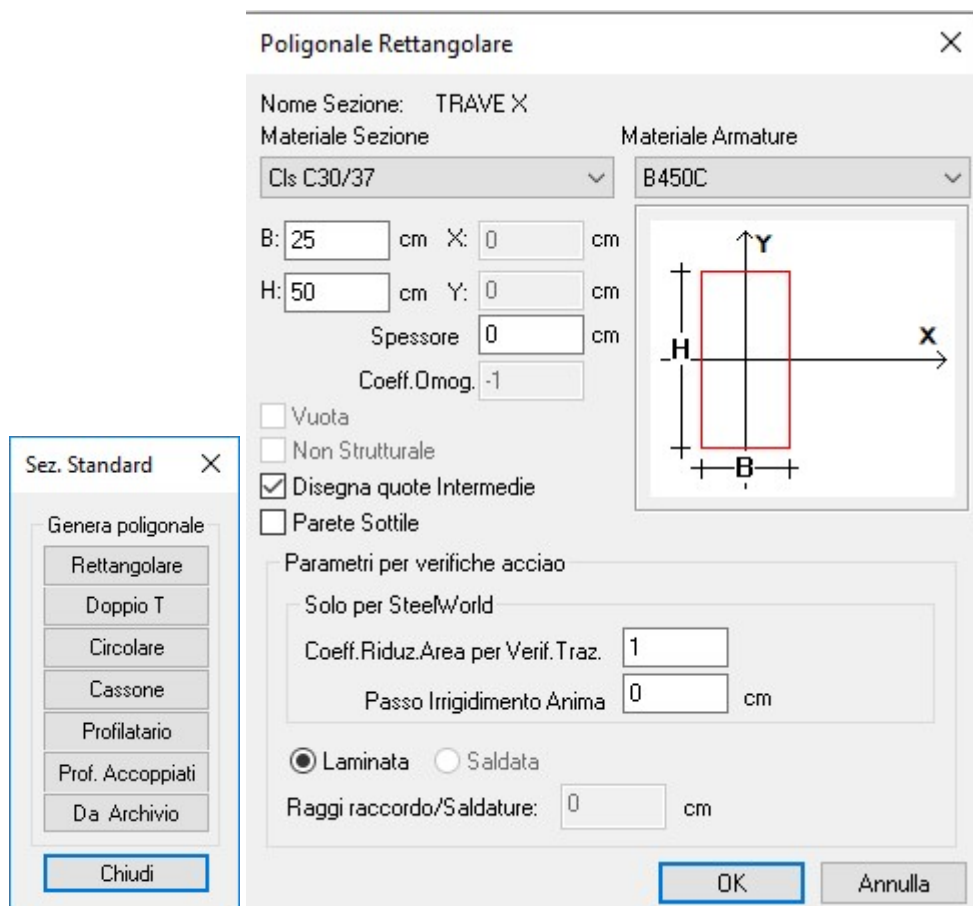 Poligonale Rettangolare
Nome Sezione: TRAVE X
Materiale Sezione Materiale Armature
Cls C30/37 B450C
B: 25 cm X: 0 cm
H: 50 cm Y: 0 cm
Spessore 0 cm
Coeff.Omog. -1
Vuota
Non Strutturale
Disegna quote Intermedie
Parete Sottile
Y
X
H
B
Parametri per verifiche acciao
Solo per SteelWorld
Coeff.Riduz.Area per Verif.Traz. 1
Passo Irrigidimento Anima 0 cm
Laminata Saldata
Raggi raccordo/Saldature: 0 cm
OK Annulla
Sez. Standard
Genera poligonale
Rettangolare
Doppio T
Circolare
Cassone
Profilatario
Prof. Accoppiati
Da Archivio
Chiudi